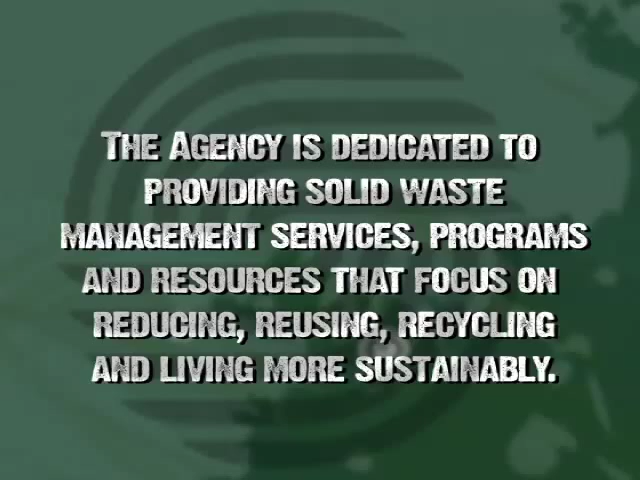 THE AGENCY IS DEDICATED TO
PROVIDING SOLID WASTE
MANAGEMENT SERVICES, PROGRAMS
AND RESOURCES THAT FOCUS ON
REDUCING, REUSING, RECYCLING
AND LIVING MORE SUSTAINABLY.